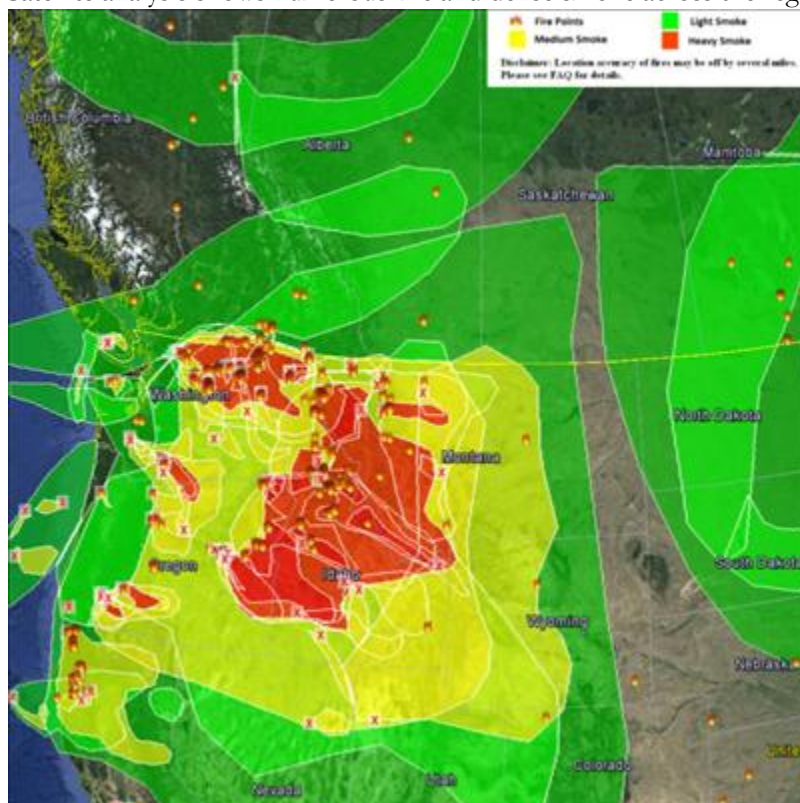 Fire Points
Light Smoke
Medium Smoke
Heavy Smoke
Disclaimer: Location accuracy of fires may be off by several miles.
Please see FAQ for details.
British Columbia
Alberta
Manitoba
Saskatchewan
Washington
North Dakota
Montana
Oregon
Idaho
South Dakota
Wyoming
Nebraska
Colorado
Utah
Nevada